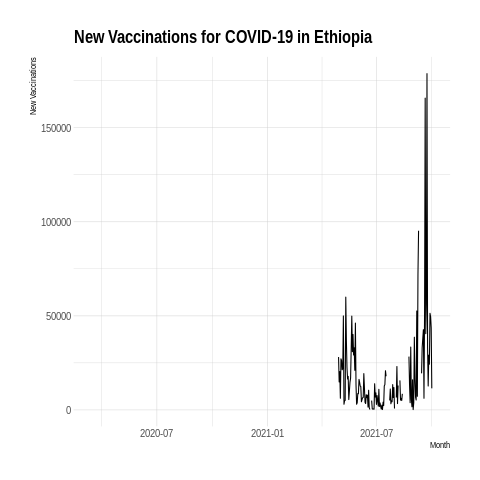 New Vaccinations for COVID-19 in Ethiopia
New Vaccinations
150000
100000
50000
0
2020-07 2021-01 2021-07
Month